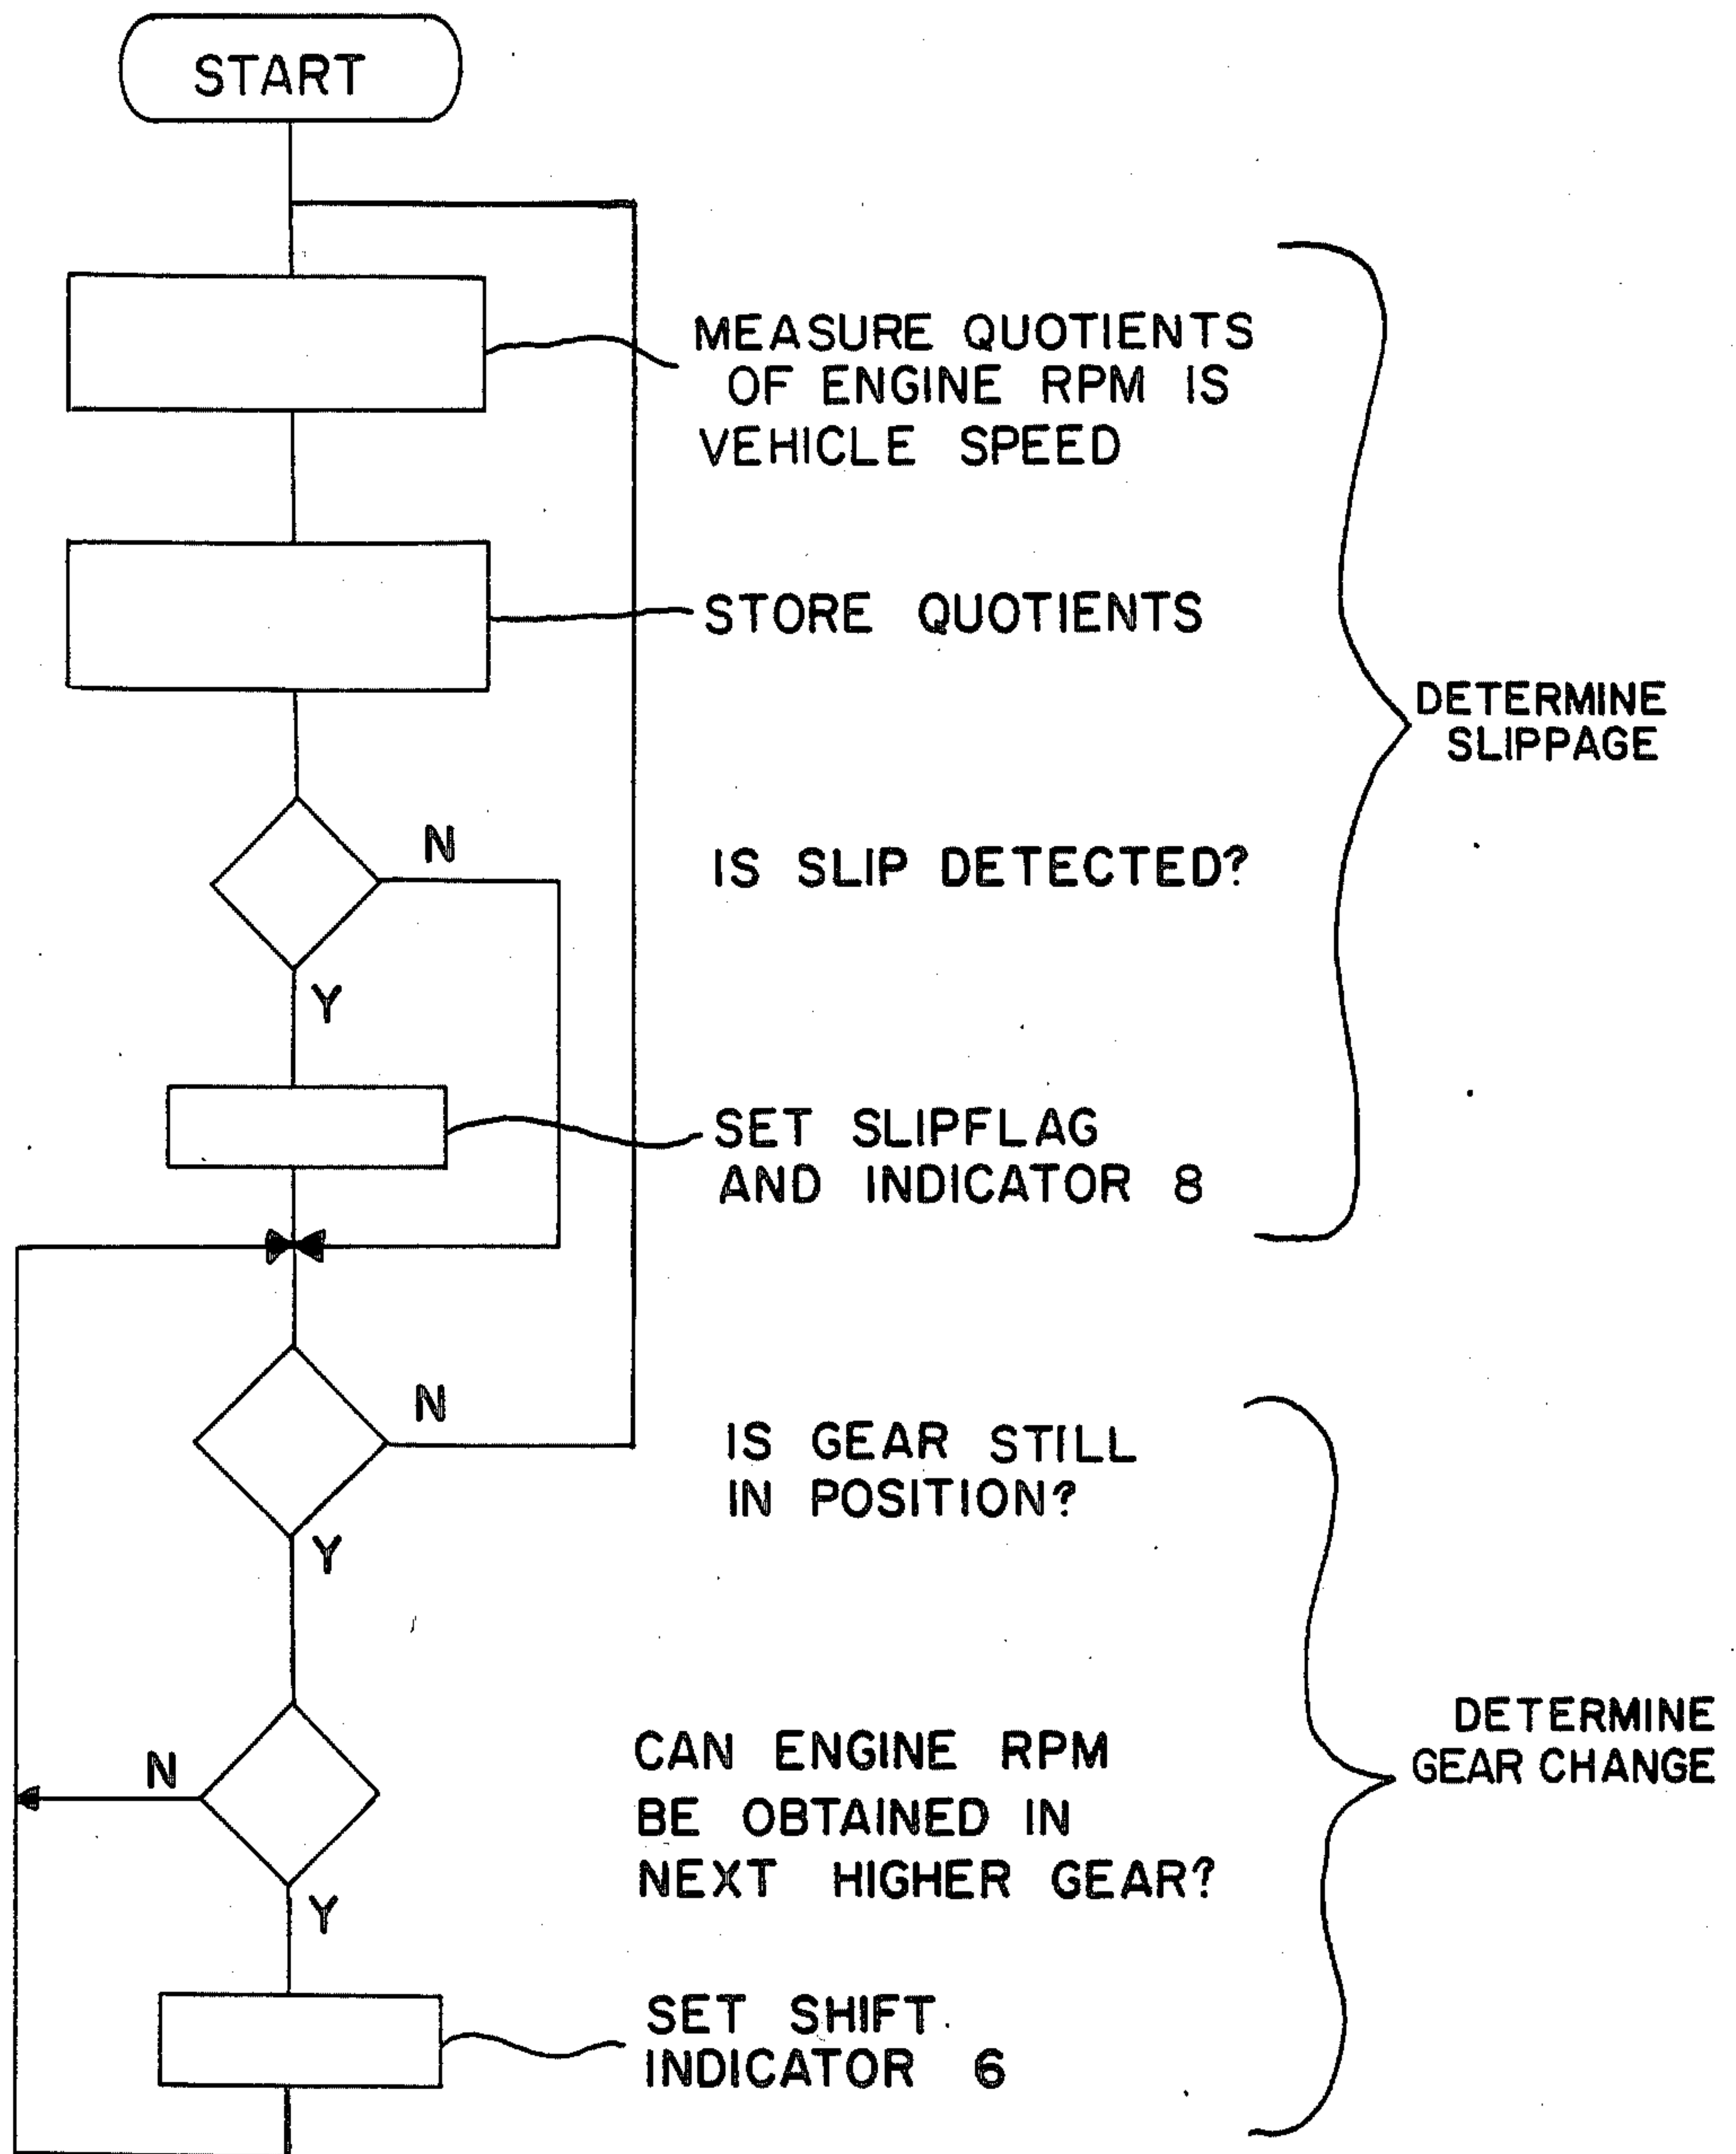 START
MEASURE QUOTIENTS
OF ENGINE RPM IS
VEHICLE SPEED
STORE QUOTIENTS
DETERMINE
SLIPPAGE
N
IS SLIP DETECTED?
Y
SET SLIPFLAG
AND INDICATOR 8
N
IS GEAR STILL
IN POSITION?
Y
DETERMINE
GEAR CHANGE
N
CAN ENGINE RPM
BE OBTAINED IN
NEXT HIGHER GEAR?
Y
SET SHIFT
INDICATOR 6